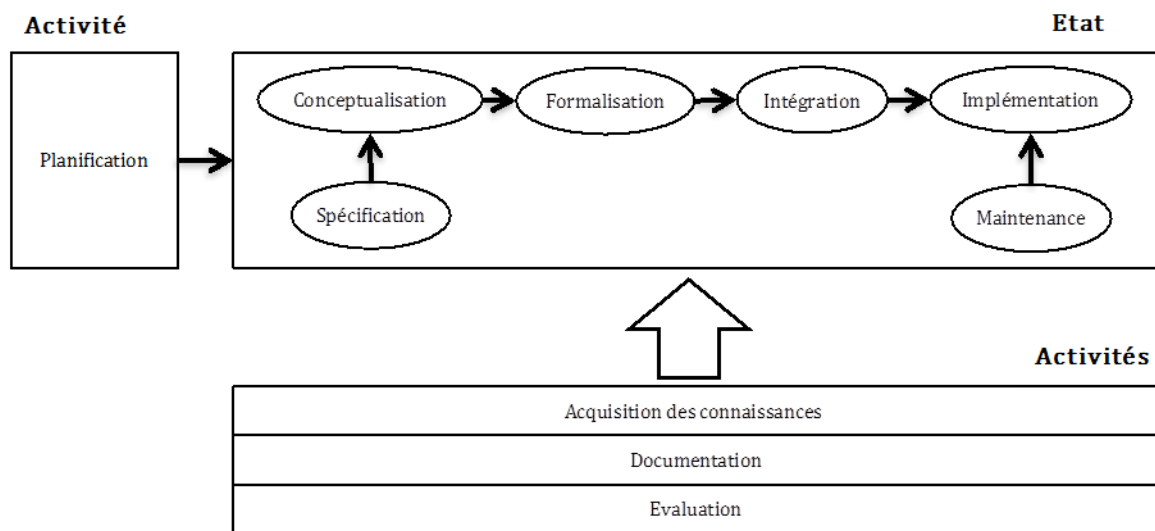 Activité
Etat
Planification
Conceptualisation
Formalisation
Intégration
Implémentation
Spécification
Maintenance
Activités
Acquisition des connaissances
Documentation
Evaluation